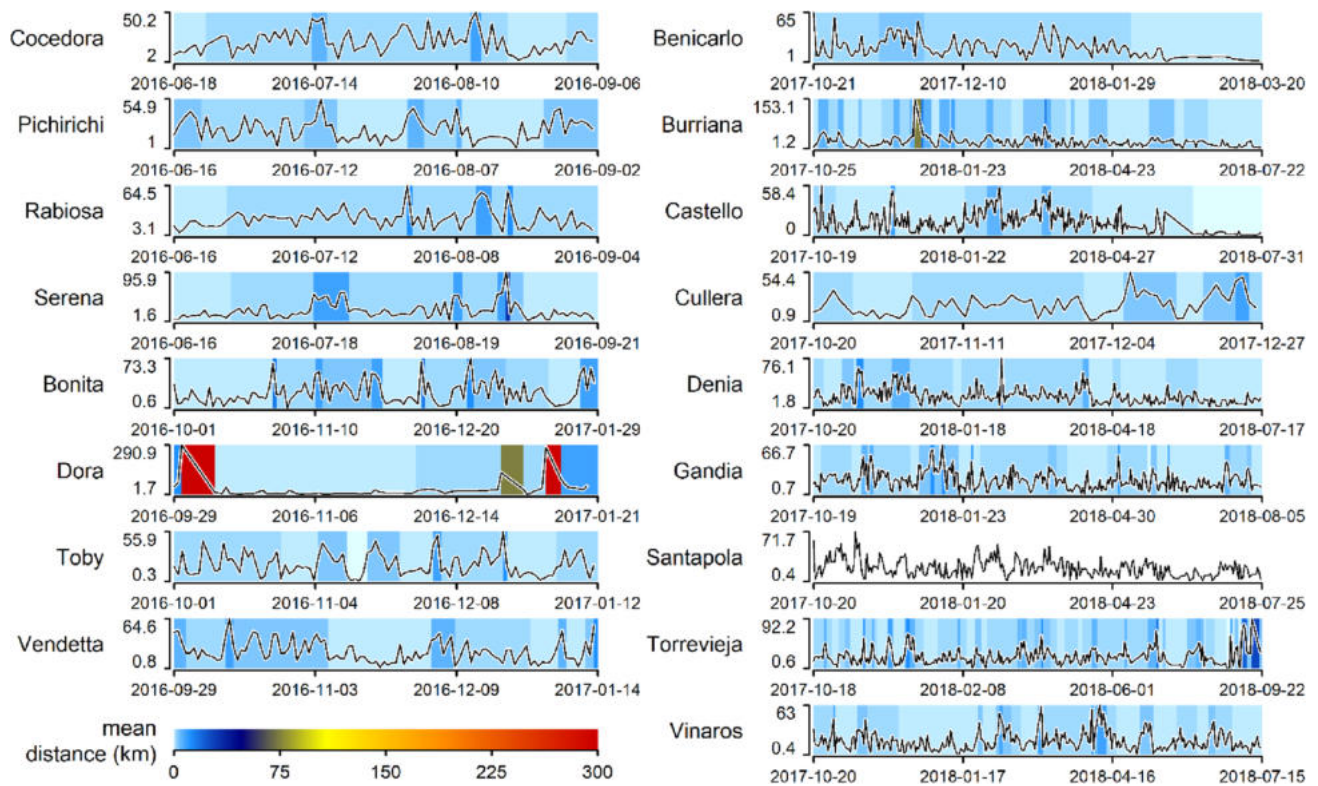 Cocedora 50.2
2
2016-06-18 2016-07-14 2016-08-10 2016-09-06
Pichirichi 54.9
1
2016-06-16 2016-07-12 2016-08-07 2016-09-02
Rabiosa 64.5
3.1
2016-06-16 2016-07-12 2016-08-08 2016-09-04
Serena 95.9
1.6
2016-06-16 2016-07-18 2016-08-19 2016-09-21
Bonita 73.3
0.6
2016-10-01 2016-11-10 2016-12-20 2017-01-29
Dora 290.9
1.7
2016-09-29 2016-11-06 2016-12-14 2017-01-21
Toby 55.9
0.3
2016-10-01 2016-11-04 2016-12-08 2017-01-12
Vendetta 64.6
0.8
2016-09-29 2016-11-03 2016-12-09 2017-01-14
mean
distance (km)
0 75 150 225 300
Benicarlo 65
1
2017-10-21 2017-12-10 2018-01-29 2018-03-20
Burriana 153.1
1.2
2017-10-25 2018-01-23 2018-04-23 2018-07-22
Castello 58.4
0
2017-10-19 2018-01-22 2018-04-27 2018-07-31
Cullera 54.4
0.9
2017-10-20 2017-11-11 2017-12-04 2017-12-27
Denia 76.1
1.8
2017-10-20 2018-01-18 2018-04-18 2018-07-17
Gandia 66.7
0.7
2017-10-19 2018-01-23 2018-04-30 2018-08-05
Santapola 71.7
0.4
2017-10-20 2018-01-20 2018-04-23 2018-07-25
Torrevieja 92.2
0.6
2017-10-18 2018-02-08 2018-06-01 2018-09-22
Vinaros 63
0.4
2017-10-20 2018-01-17 2018-04-16 2018-07-15